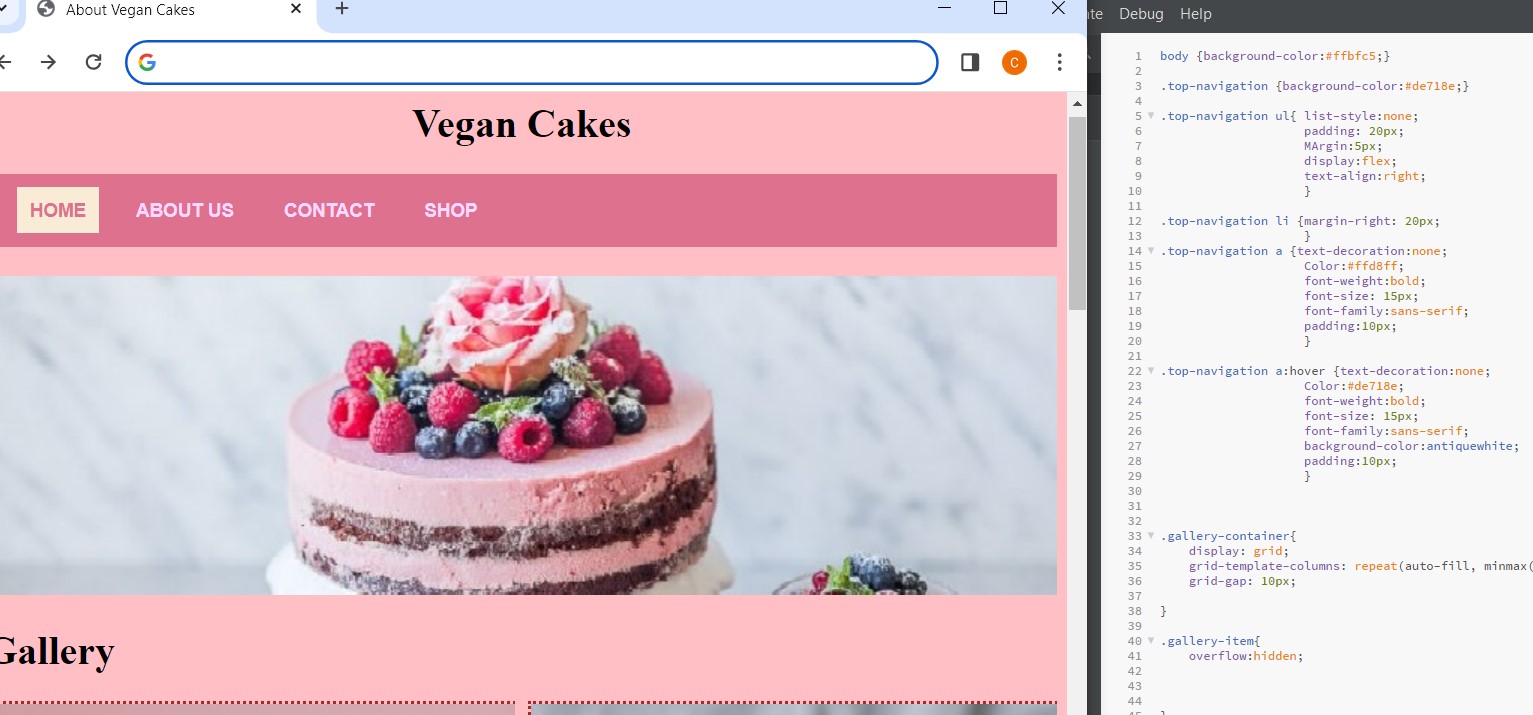 About Vegan Cakes
C
Vegan Cakes
HOME ABOUT US CONTACT SHOP
Gallery
Debug Help
1 body {background-color:#ffbfc5;}
2
3 .top-navigation {background-color:#de718e;}
4
5 .top-navigation ul{ list-style:none;
6 padding: 20px;
7 MArgin:5px;
8 display:flex;
9 text-align:right;
10 }
11
12 .top-navigation li {margin-right: 20px;
13 }
14 .top-navigation a {text-decoration:none;
15 Color:#ffd8ff;
16 font-weight:bold;
17 font-size: 15px;
18 font-family:sans-serif;
19 padding:10px;
20 }
21
22 .top-navigation a:hover {text-decoration:none;
23 Color:#de718e;
24 font-weight:bold;
25 font-size: 15px;
26 font-family:sans-serif;
27 background-color:antiquewhite;
28 padding:10px;
29 }
30
31
32
33 .gallery-container{
34 display: grid;
35 grid-template-columns: repeat(auto-fill, minmax(
36 grid-gap: 10px;
37
38 }
39
40 .gallery-item{
41 overflow:hidden;
42
43
44
45 }